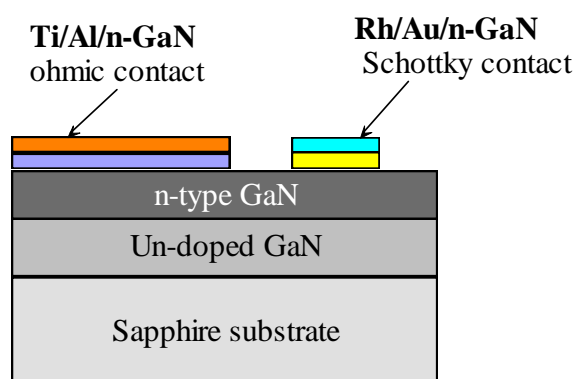 Ti/Al/n-GaN
ohmic contact
Rh/Au/n-GaN
Schottky contact
n-type GaN
Un-doped GaN
Sapphire substrate